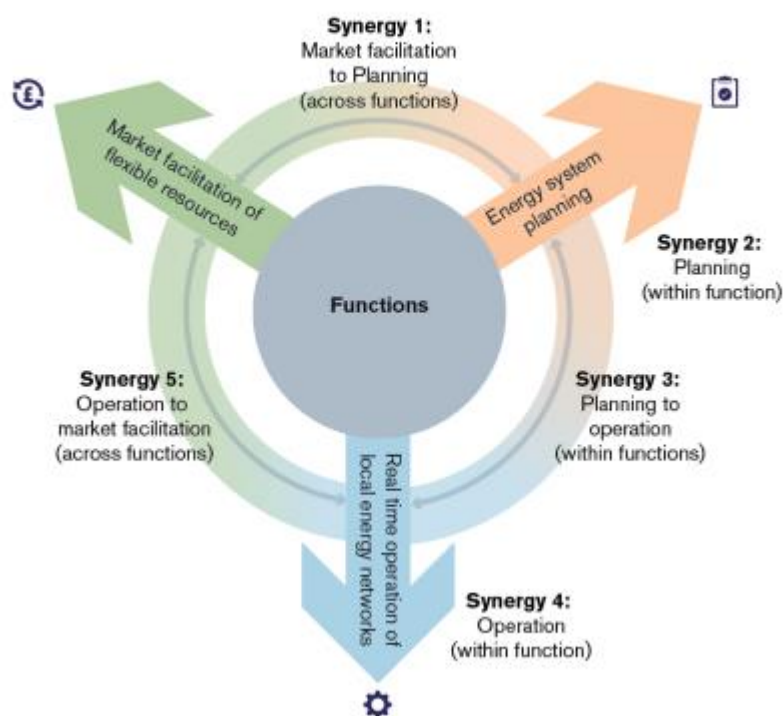 Synergy 1:
Market facilitation
to Planning
(across functions)
£
Market facilitation of
flexible resources
Energy system
planning
Synergy 2:
Planning
(within function)
Functions
Synergy 5:
Operation to
market facilitation
(across functions)
Synergy 3:
Planning to
operation
(within functions)
Real time operation of
local energy networks
Synergy 4:
Operation
(within function)